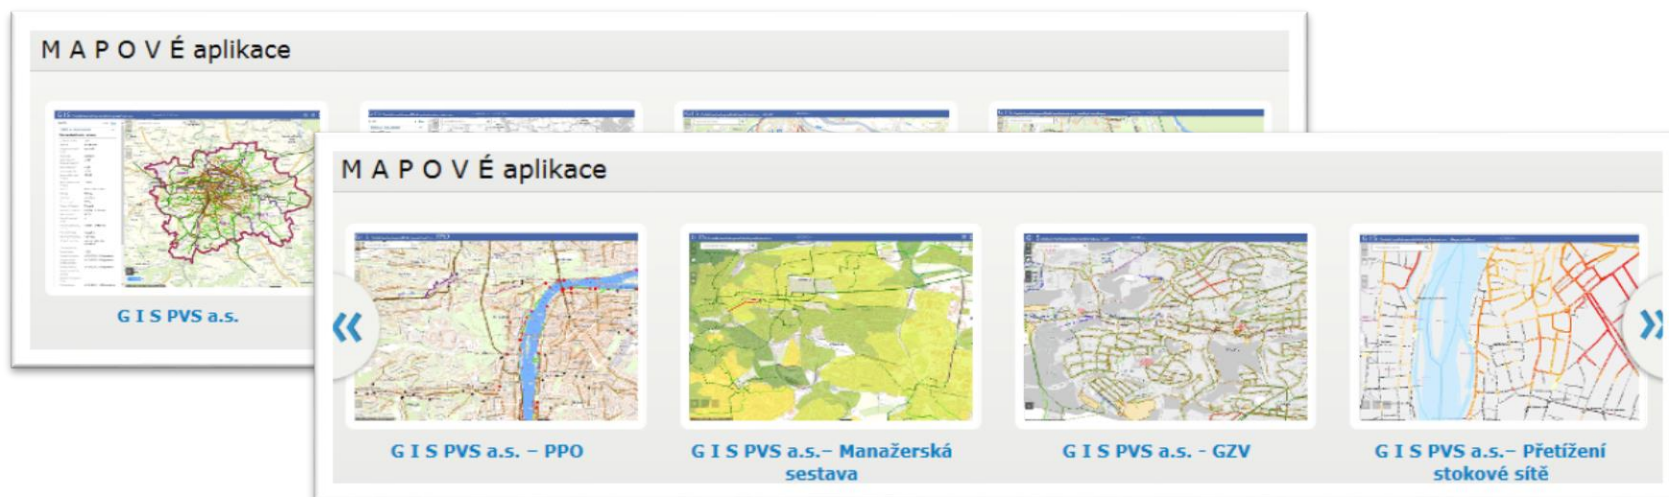 M A P O V É aplikace
G I S PVS a.s.
M A P O V É aplikace
G I S PVS a.s. – PPO
G I S PVS a.s.– Manažerská
sestava
G I S PVS a.s. - GZV
G I S PVS a.s.– Přetížení
stokové sítě